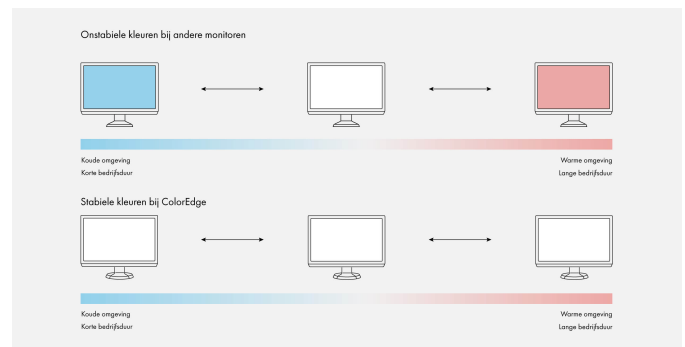 Onstabiele kleuren bij andere monitoren
Koude omgeving
Korte bedrijfsduur
Warme omgeving
Lange bedrijfsduur
Stabiele kleuren bij ColorEdge
Koude omgeving
Korte bedrijfsduur
Warme omgeving
Lange bedrijfsduur